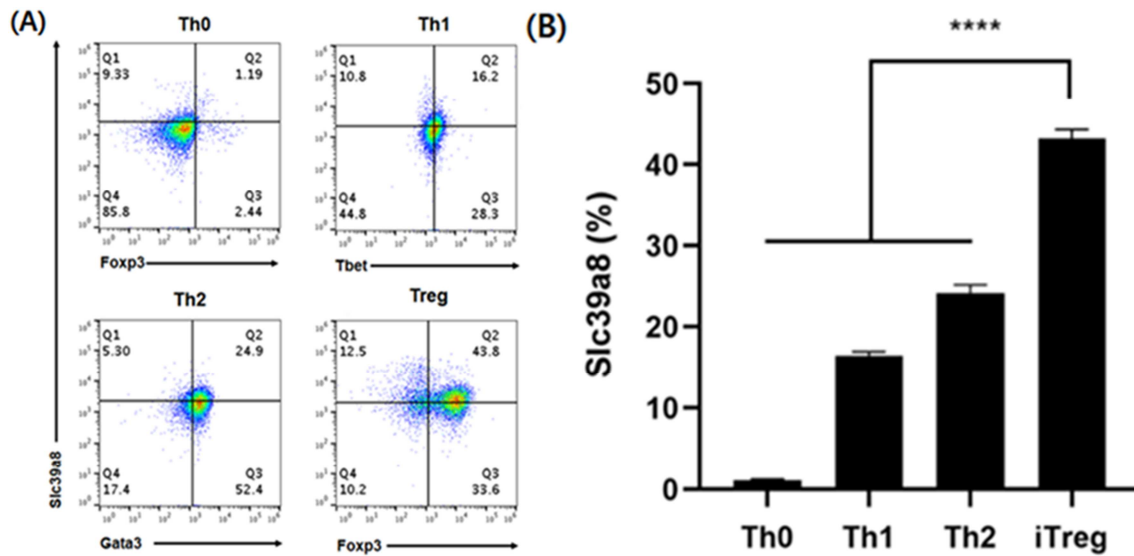 (A)
Th0
Q1
9.33
Q2
1.19
Q4
85.8
Q3
2.44
Foxp3
Th1
Q1
10.8
Q2
16.2
Q4
44.8
Q3
28.3
Tbet
Th2
Q1
5.30
Q2
24.9
Q4
17.4
Q3
52.4
Gata3
Treg
Q1
12.5
Q2
43.8
Q4
10.2
Q3
33.6
Foxp3
Slc39a8
(B)
****
Slc39a8 (%)
50
40
30
20
10
0
Th0 Th1 Th2 iTreg